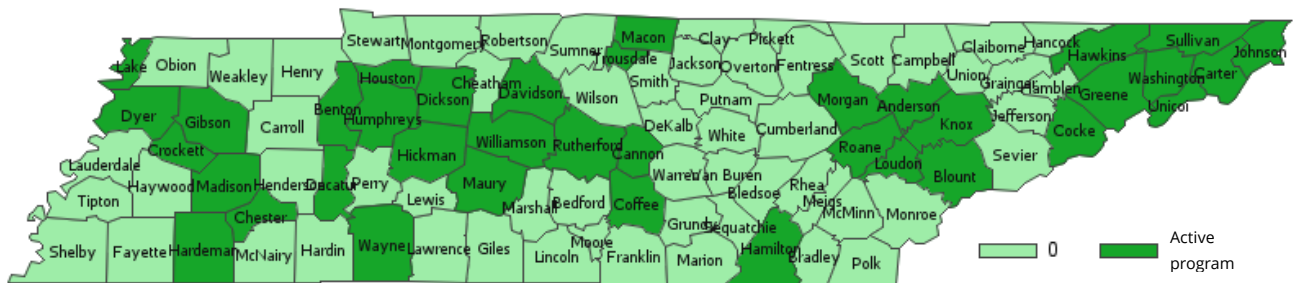 Stewart
Montgomery
Robertson
Sumner
Macon
Trousdale
Clay
Pickett
Jackson
Overton
Fentress
Scott
Campbell
Claiborne
Hancock
Hawkins
Sullivan
Johnson
Lake
Obion
Weakley
Henry
Houston
Cheatham
Davidson
Wilson
Smith
Union
Grainger
Hamblen
Greene
Washington
Carter
Unicoi
Dyer
Gibson
Carroll
Benton
Humphreys
Dickson
Putnam
Morgan
Anderson
Knox
Jefferson
Cocke
Crockett
Hickman
Williamson
Rutherford
Cannon
DeKalb
White
Cumberland
Roane
Loudon
Blount
Sevier
Lauderdale
Haywood
Madison
Henderson
Decatur
Perry
Lewis
Maury
Marshall
Bedford
Coffee
Warren
Van Buren
Bledsoe
Rhea
Meigs
McMinn
Monroe
Tipton
Chester
Grundy
Sequatchie
Hamilton
Shelby
Fayette
Hardeman
McNairy
Hardin
Wayne
Lawrence
Giles
Lincoln
Moore
Franklin
Marion
Bradley
Polk
0
Active
program